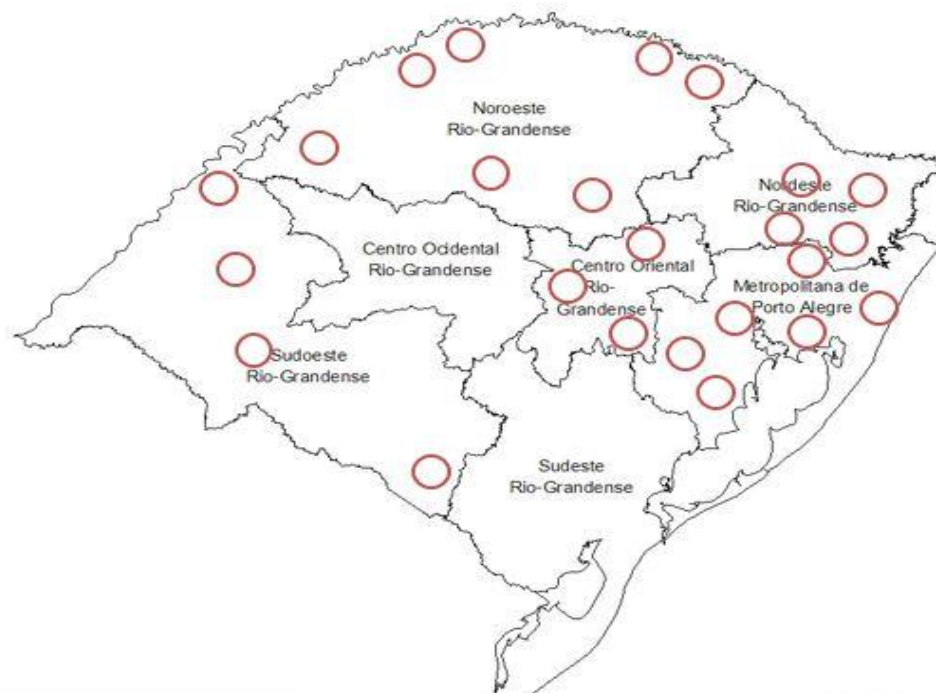 Noroeste
Rio-Grandense
Nordeste
Rio-Grandense
Centro Ocidental
Rio-Grandense
Centro Oriental
Rio-
Grandense
Metropolitana de
Porto Alegre
Sudoeste
Rio-Grandense
Sudeste
Rio-Grandense